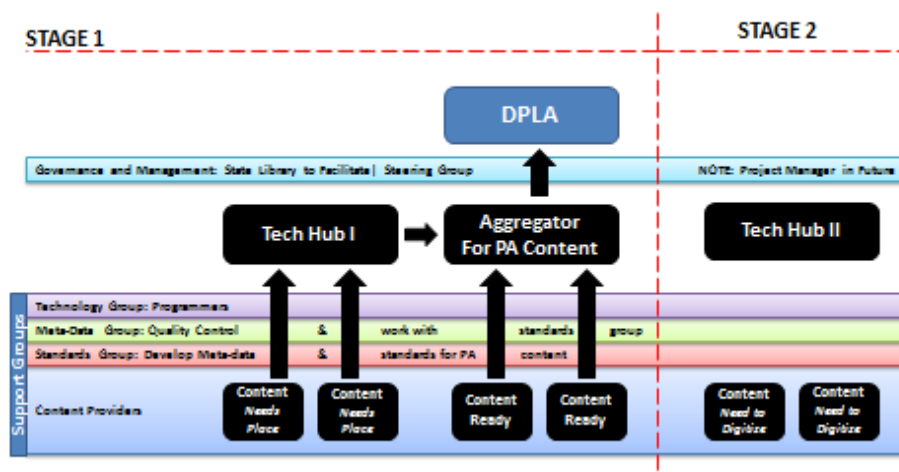 STAGE 1
STAGE 2
DPLA
Governance and Management: State Library to Facilitate| Steering Group
NOTE: Project Manager in Future
Tech Hub I
Aggregator
For PA Content
Tech Hub II
Support Groups
Technology Group: Programmers
Meta-Data Group: Quality Control & work with standards group
Standards Group: Develop Meta-data & standards for PA content
Content Providers
Content
Needs
Place
Content
Needs
Place
Content
Ready
Content
Ready
Content
Need to
Digitise
Content
Need to
Digitise